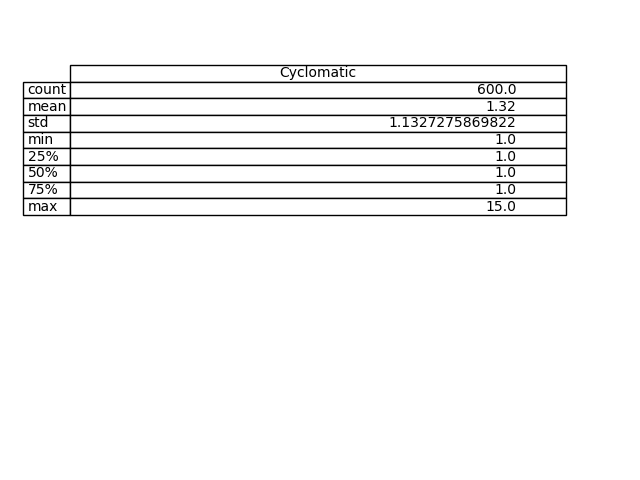 Cyclomatic
count 600.0
mean 1.32
std 1.1327275869822
min 1.0
25% 1.0
50% 1.0
75% 1.0
max 15.0